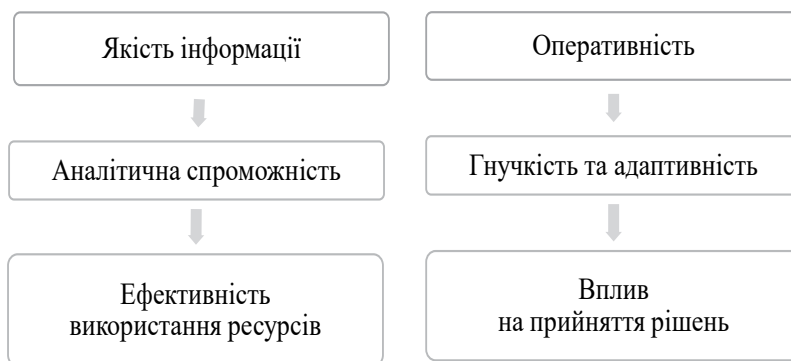 Якість інформації
Аналітична спроможність
Ефективність
використання ресурсів
Оперативність
Гнучкість та адаптивність
Вплив
на прийняття рішень